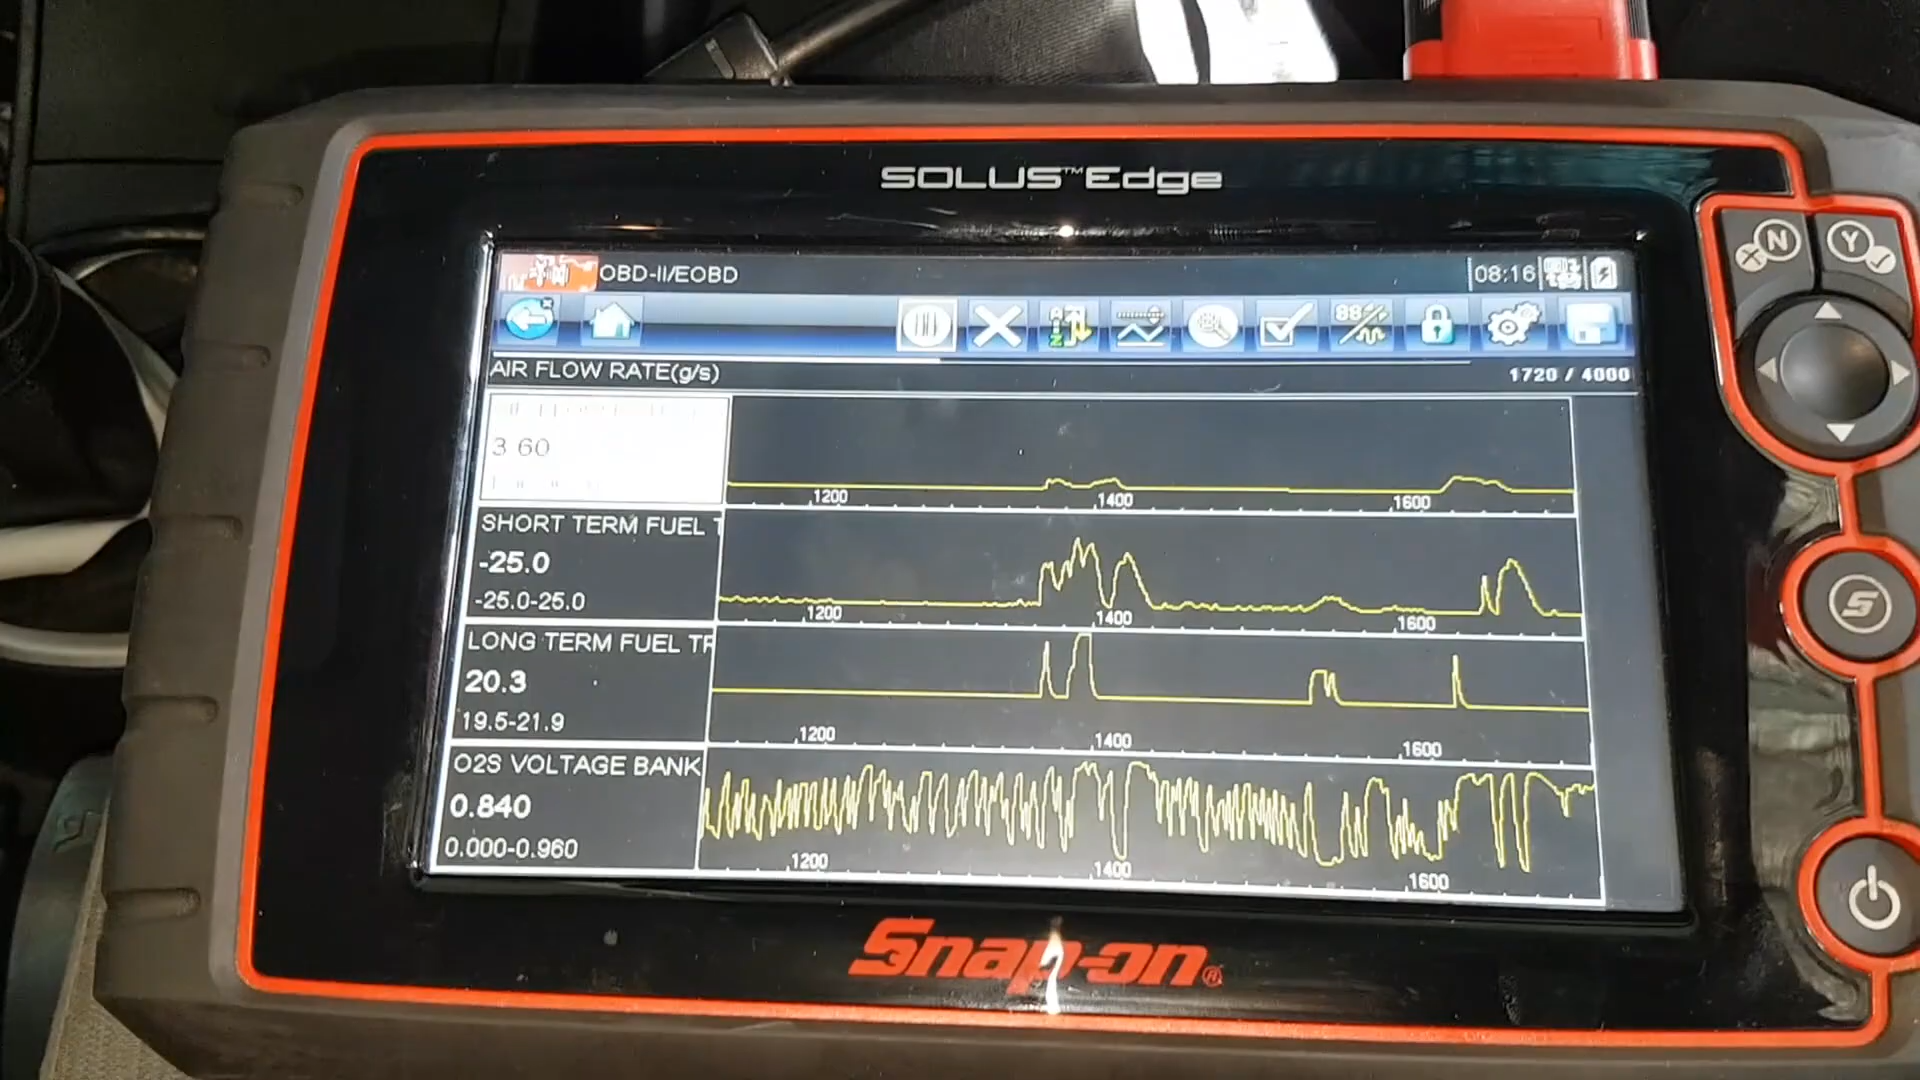 SOLUS™Edge
N Y
OBD-II/EOBD 08:16
AIR FLOW RATE(g/s) 1720 / 4000
3 60
1200 1400 1600
SHORT TERM FUEL T
-25.0
-25.0-25.0
1200 1400 1600
LONG TERM FUEL TR
20.3
19.5-21.9
1200 1400 1600
O2S VOLTAGE BANK
0.840
0.000-0.960
1200 1400 1600
Snap-on®